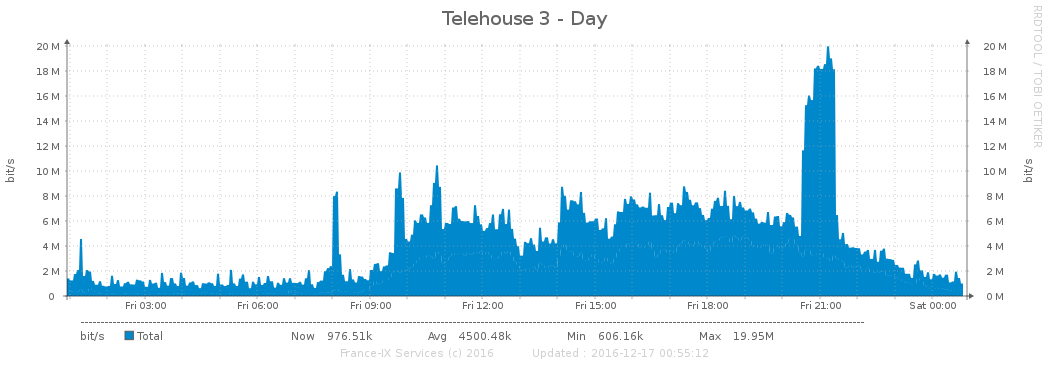 Telehouse 3 - Day
RRDTOOL / TOBI OETIKER
20 M 20 M
18 M 18 M
16 M 16 M
14 M 14 M
12 M 12 M
10 M 10 M
8 M 8 M
6 M 6 M
4 M 4 M
2 M 2 M
0 0 M
bit/s bit/s
Fri 03:00 Fri 06:00 Fri 09:00 Fri 12:00 Fri 15:00 Fri 18:00 Fri 21:00 Sat 00:00
bit/s Total Now 976.51k Avg 4500.48k Min 606.16k Max 19.95M
France-IX Services (c) 2016 Updated : 2016-12-17 00:55:12